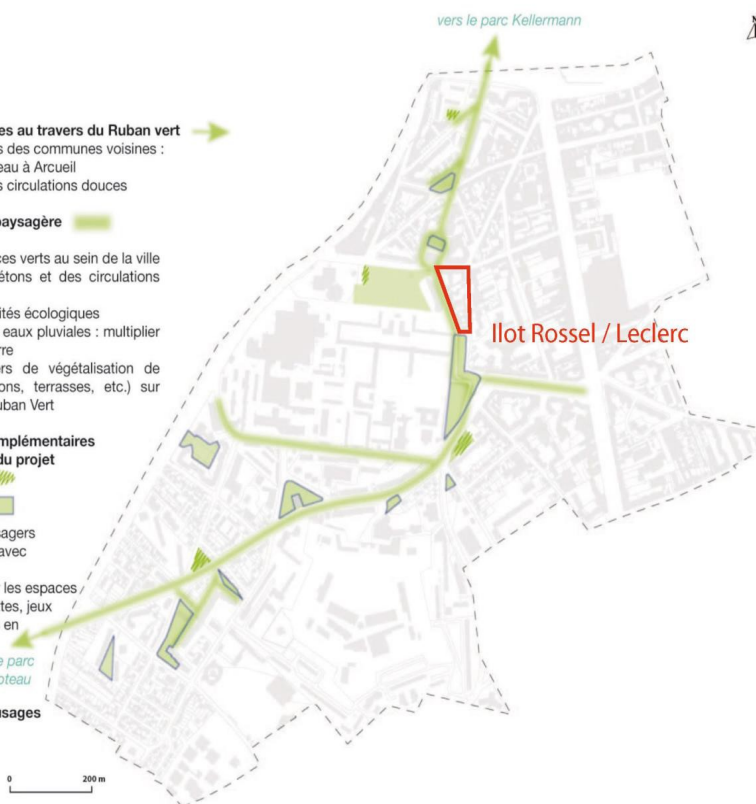 vers le parc Kellermann
es au travers du Ruban vert
s des communes voisines :
eau à Arcueil
s circulations douces
paysagère
ces verts au sein de la ville
étons et des circulations
ités écologiques
eaux pluviales : multiplier
rre
rs de végétalisation de
ons, terrasses, etc.) sur
uban Vert
Ilot Rossel / Leclerc
mplémentaires
du projet
sagers
avec
r les espaces
tes, jeux
en
e parc
oteau
usages
0 200 m